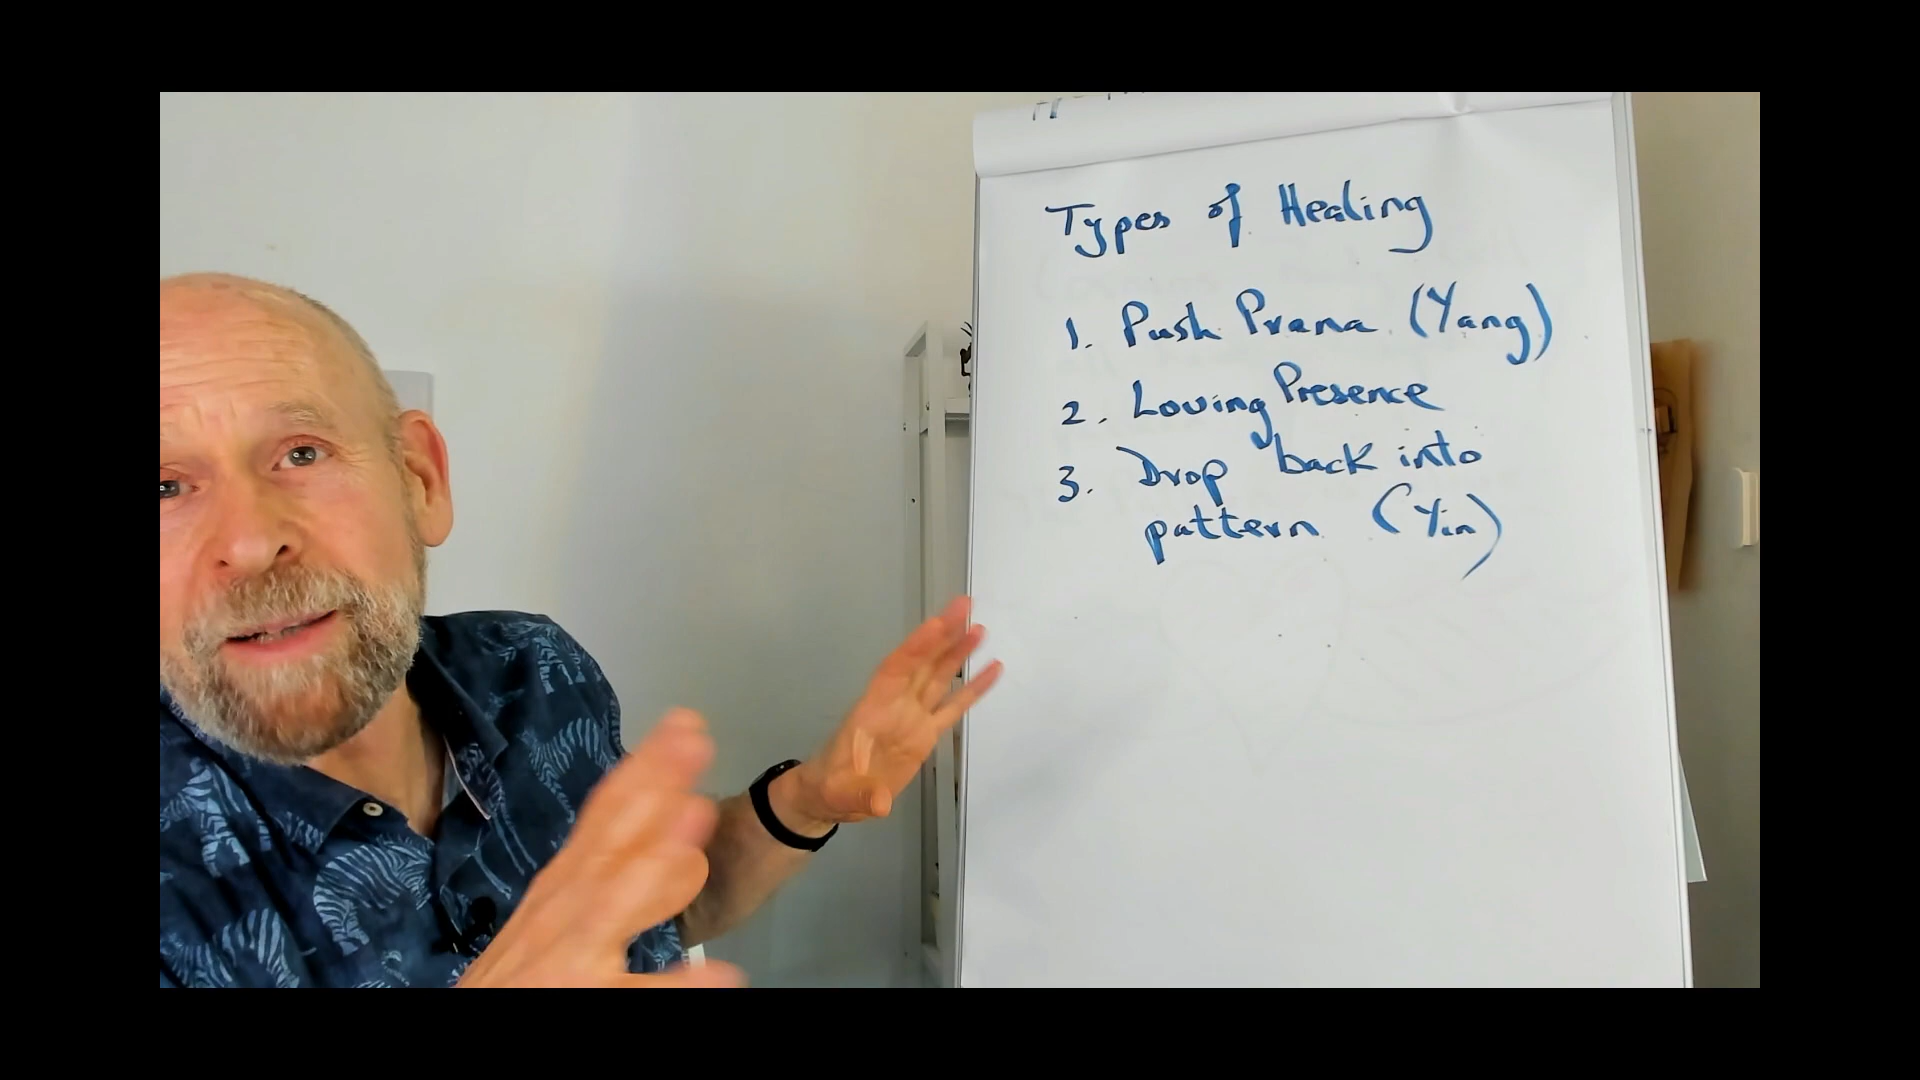 Types of Healing
1. Push Prana (Yang)
2. Loving Presence
3. Drop back into
pattern (Yin)